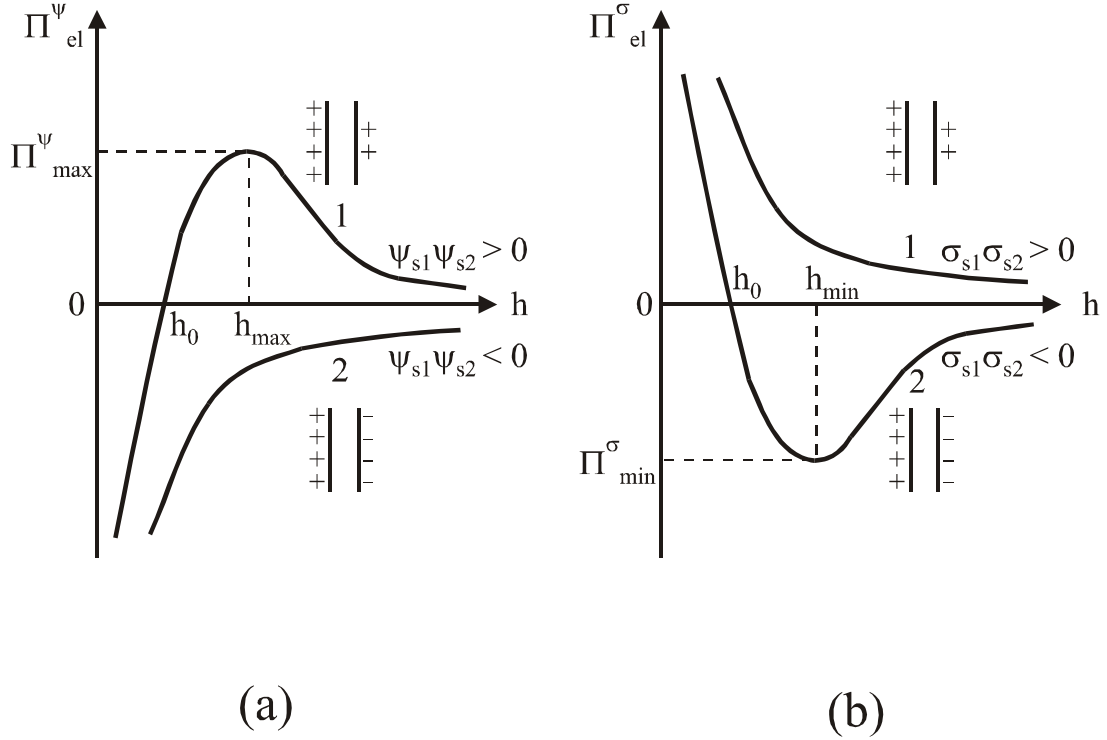 Π^ψ_el
Π^ψ_max
0
h_0
h_max
h
1
ψ_s1ψ_s2 > 0
2
ψ_s1ψ_s2 < 0
+ + + +
+ +
+ + + +
– – – –
(a)
Π^σ_el
0
h_0
h_min
h
1
σ_s1σ_s2 > 0
2
σ_s1σ_s2 < 0
Π^σ_min
+ + + +
+ +
+ + + +
– – – –
(b)